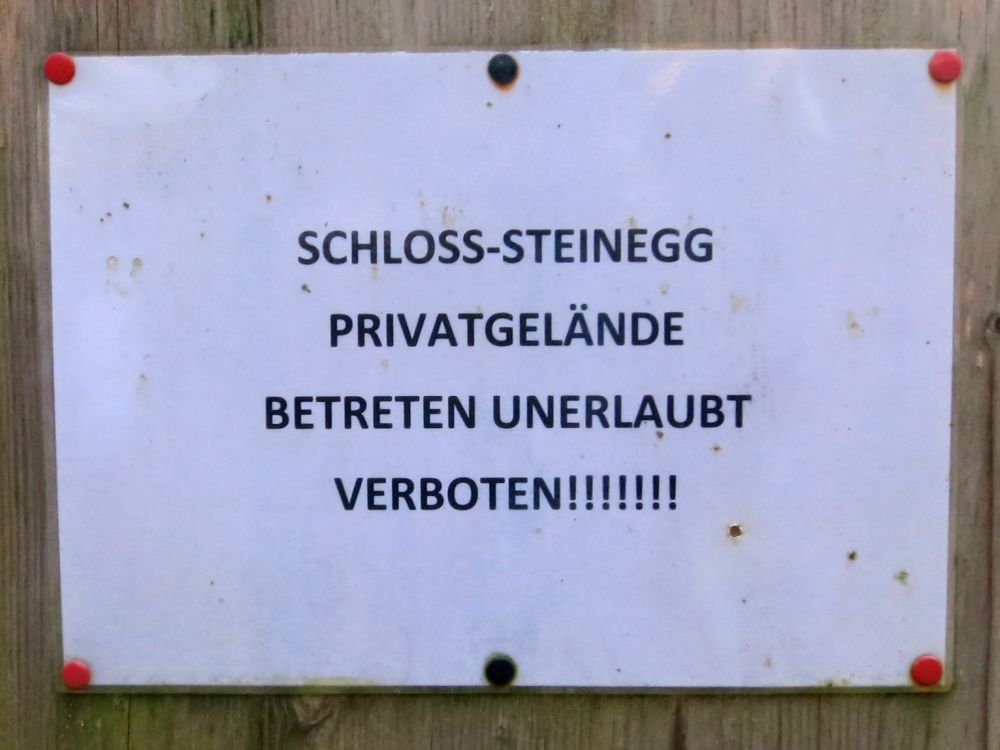 SCHLOSS-STEINEGG
PRIVATGELÄNDE
BETRETEN UNERLAUBT
VERBOTEN!!!!!!!